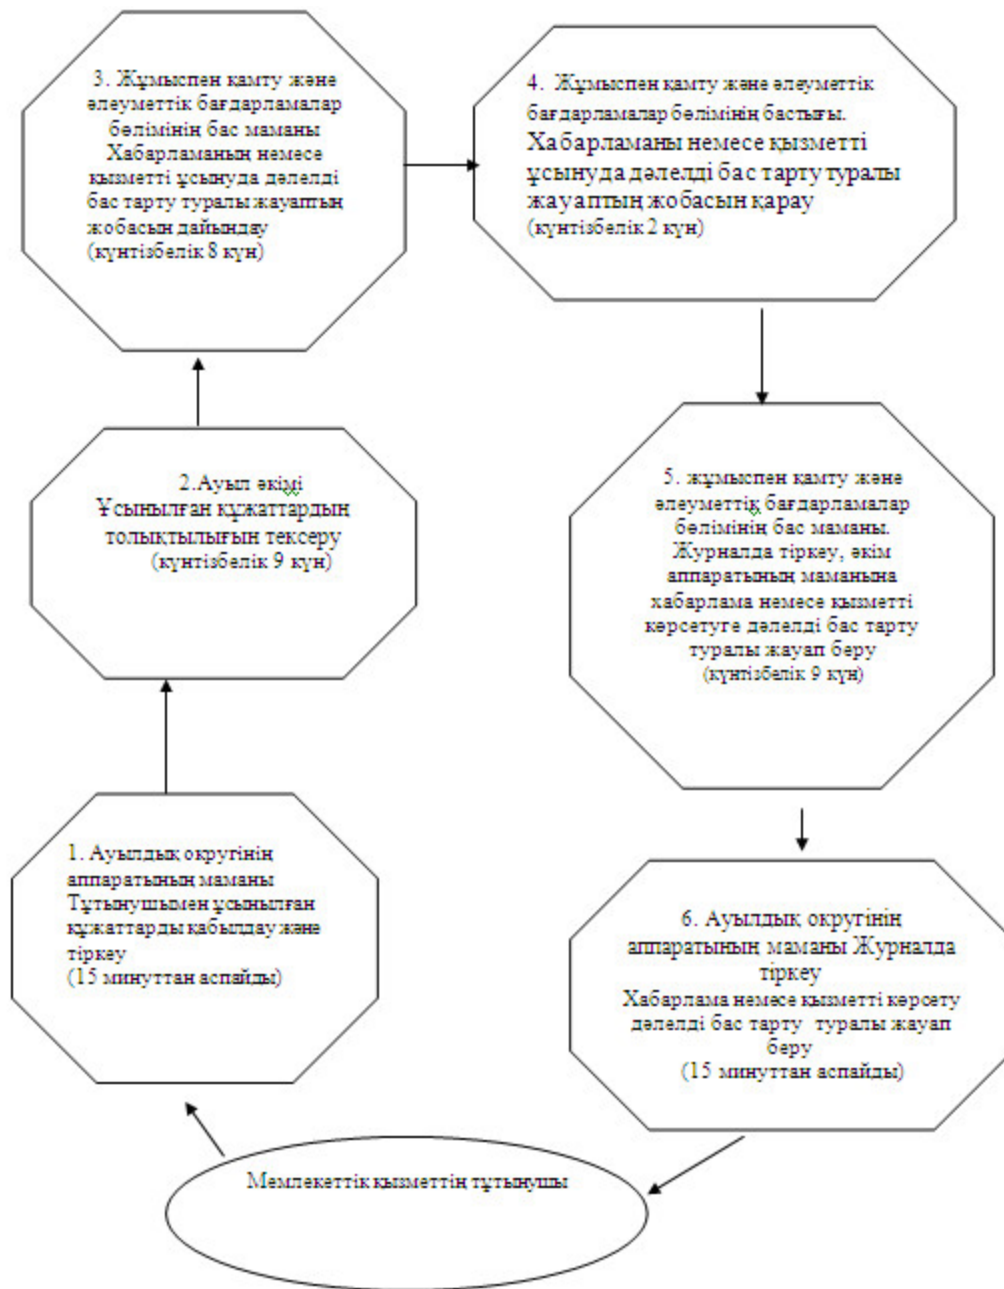 3. Жұмыспен қамту және
әлеуметтік бағдарламалар
бөлімінің бас маманы
Хабарламаның немесе
қызметті ұсынуда дәлелді
бас тарту туралы жауаптың
жобасын дайындау
(күнтізбелік 8 күн)
4. Жұмыспен қамту және әлеуметтік
бағдарламалар бөлімінің бастығы.
Хабарламаны немесе қызметті
ұсынуда дәлелді бас тарту туралы
жауаптың жобасын қарау
(күнтізбелік 2 күн)
2.Ауыл әкімі
Ұсынылған құжаттардың
толықтылығын тексеру
(күнтізбелік 9 күн)
5. жұмыспен қамту және
әлеуметтік бағдарламалар
бөлімінің бас маманы.
Журналда тіркеу, әкім
аппаратының маманына
хабарлама немесе қызметті
көрсетуге дәлелді бас тарту
туралы жауап беру
(күнтізбелік 9 күн)
1. Ауылдық округінің
аппаратының маманы
Тұтынушымен ұсынылған
құжаттарды қабылдау және
тіркеу
(15 минуттан аспайды)
6. Ауылдық округінің
аппаратының маманы Журналда
тіркеу
Хабарлама немесе қызметті көрсету
дәлелді бас тарту туралы жауап
беру
(15 минуттан аспайды)
Мемлекеттік қызметтің тұтынушы